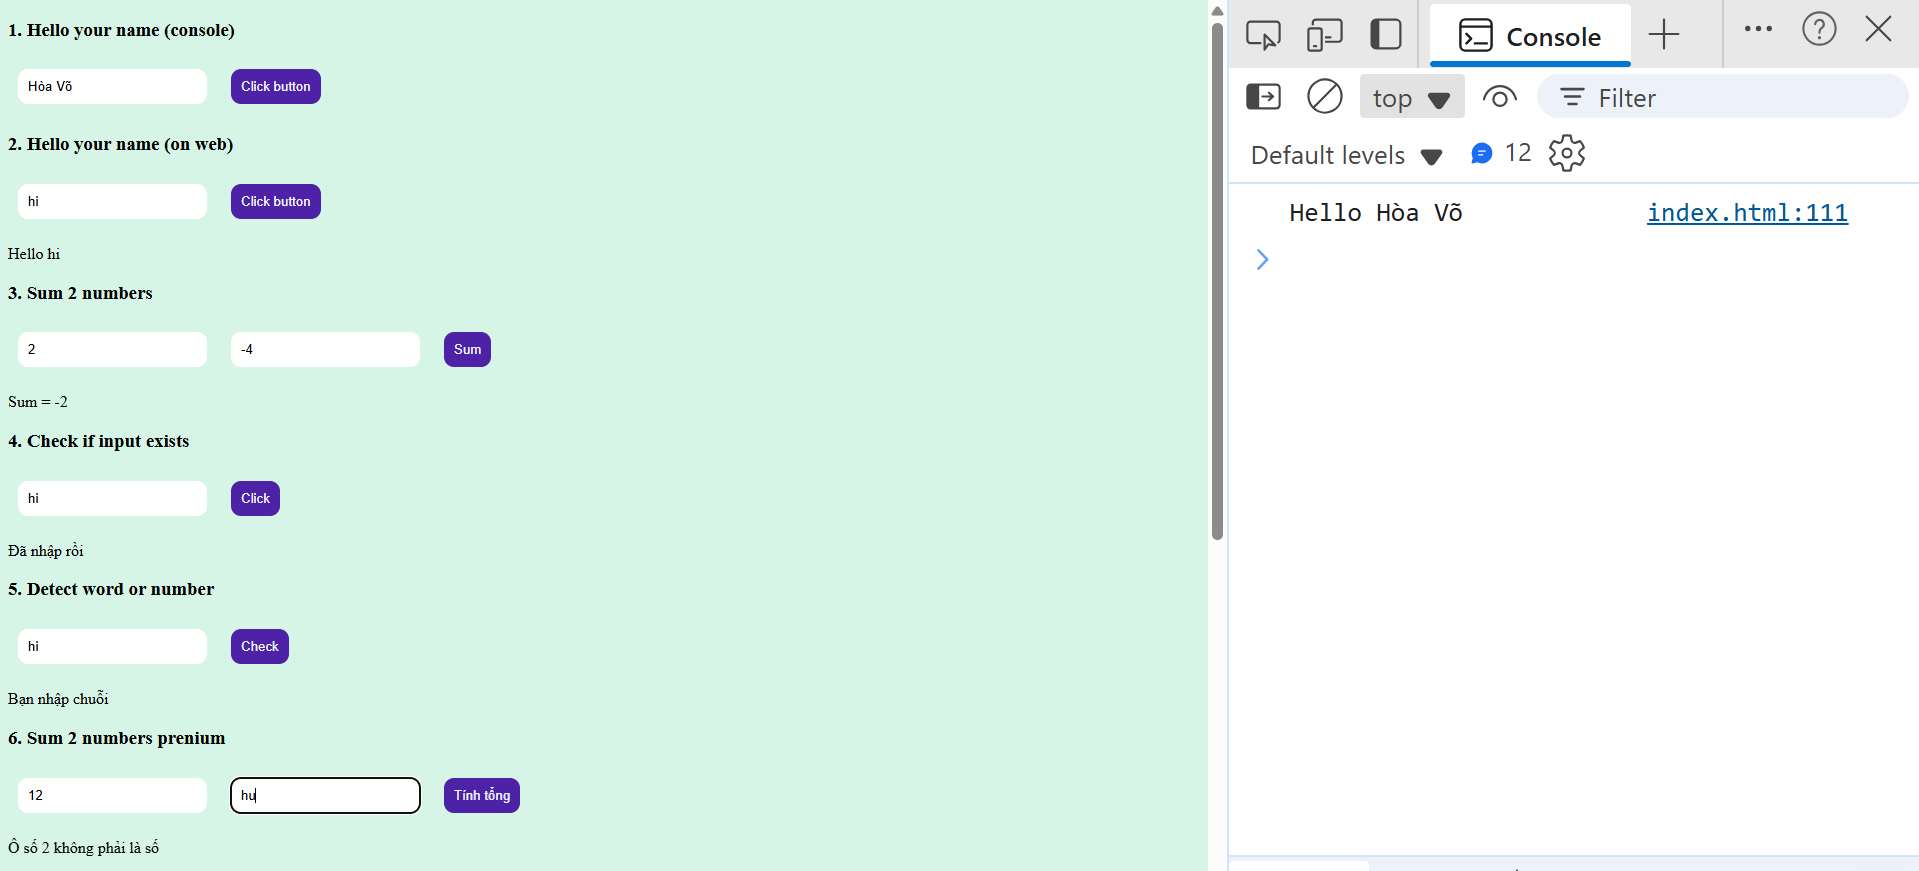 1. Hello your name (console)
Hòa Võ
Click button
2. Hello your name (on web)
hi
Click button
Hello hi
3. Sum 2 numbers
2
-4
Sum
Sum = -2
4. Check if input exists
hi
Click
Đã nhập rồi
5. Detect word or number
hi
Check
Bạn nhập chuỗi
6. Sum 2 numbers prenium
12
hu
Tính tổng
Ô số 2 không phải là số
Console
top
Filter
Default levels
12
Hello Hòa Võ index.html:111